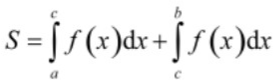 S = ∫_a^c f(x)dx + ∫_c^b f(x)dx